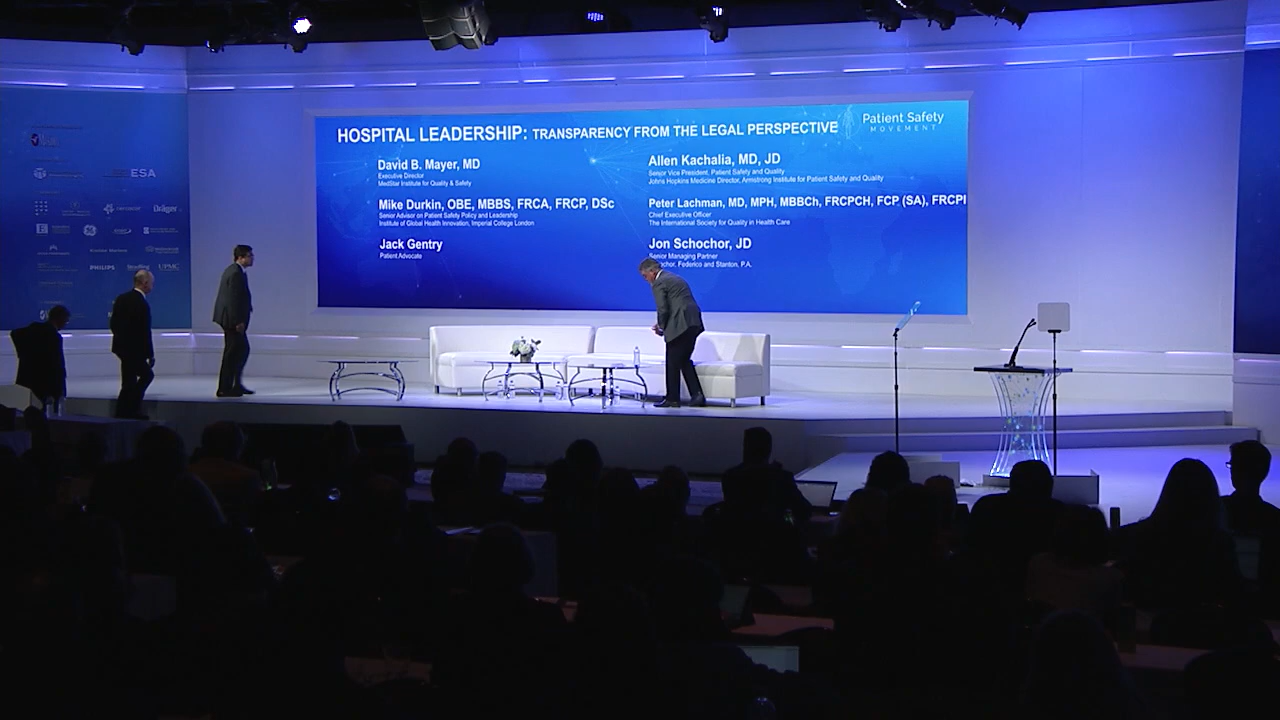 HOSPITAL LEADERSHIP: TRANSPARENCY FROM THE LEGAL PERSPECTIVE
Patient Safety
MOVEMENT
David B. Mayer, MD
Executive Director
MedStar Institute for Quality & Safety
Mike Durkin, OBE, MBBS, FRCA, FRCP, DSc
Senior Advisor on Patient Safety Policy and Leadership
Institute of Global Health Innovation, Imperial College London
Jack Gentry
Patient Advocate
Allen Kachalia, MD, JD
Senior Vice President, Patient Safety and Quality
Johns Hopkins Medicine Director, Armstrong Institute for Patient Safety and Quality
Peter Lachman, MD, MPH, MBBCh, FRCPCH, FCP (SA), FRCPI
Chief Executive Officer
The International Society for Quality in Health Care
Jon Schochor, JD
Senior Managing Partner
Federico and Stanton, P.A.
ESA
Dräger
PHILIPS
UPMC